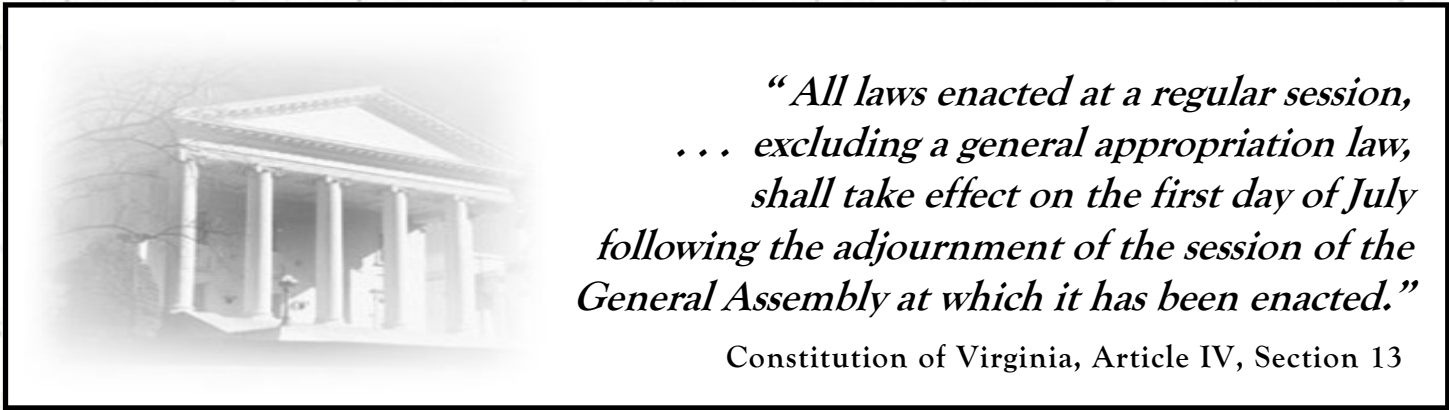 “ All laws enacted at a regular session,
. . . excluding a general appropriation law,
shall take effect on the first day of July
following the adjournment of the session of the
General Assembly at which it has been enacted.”
Constitution of Virginia, Article IV, Section 13